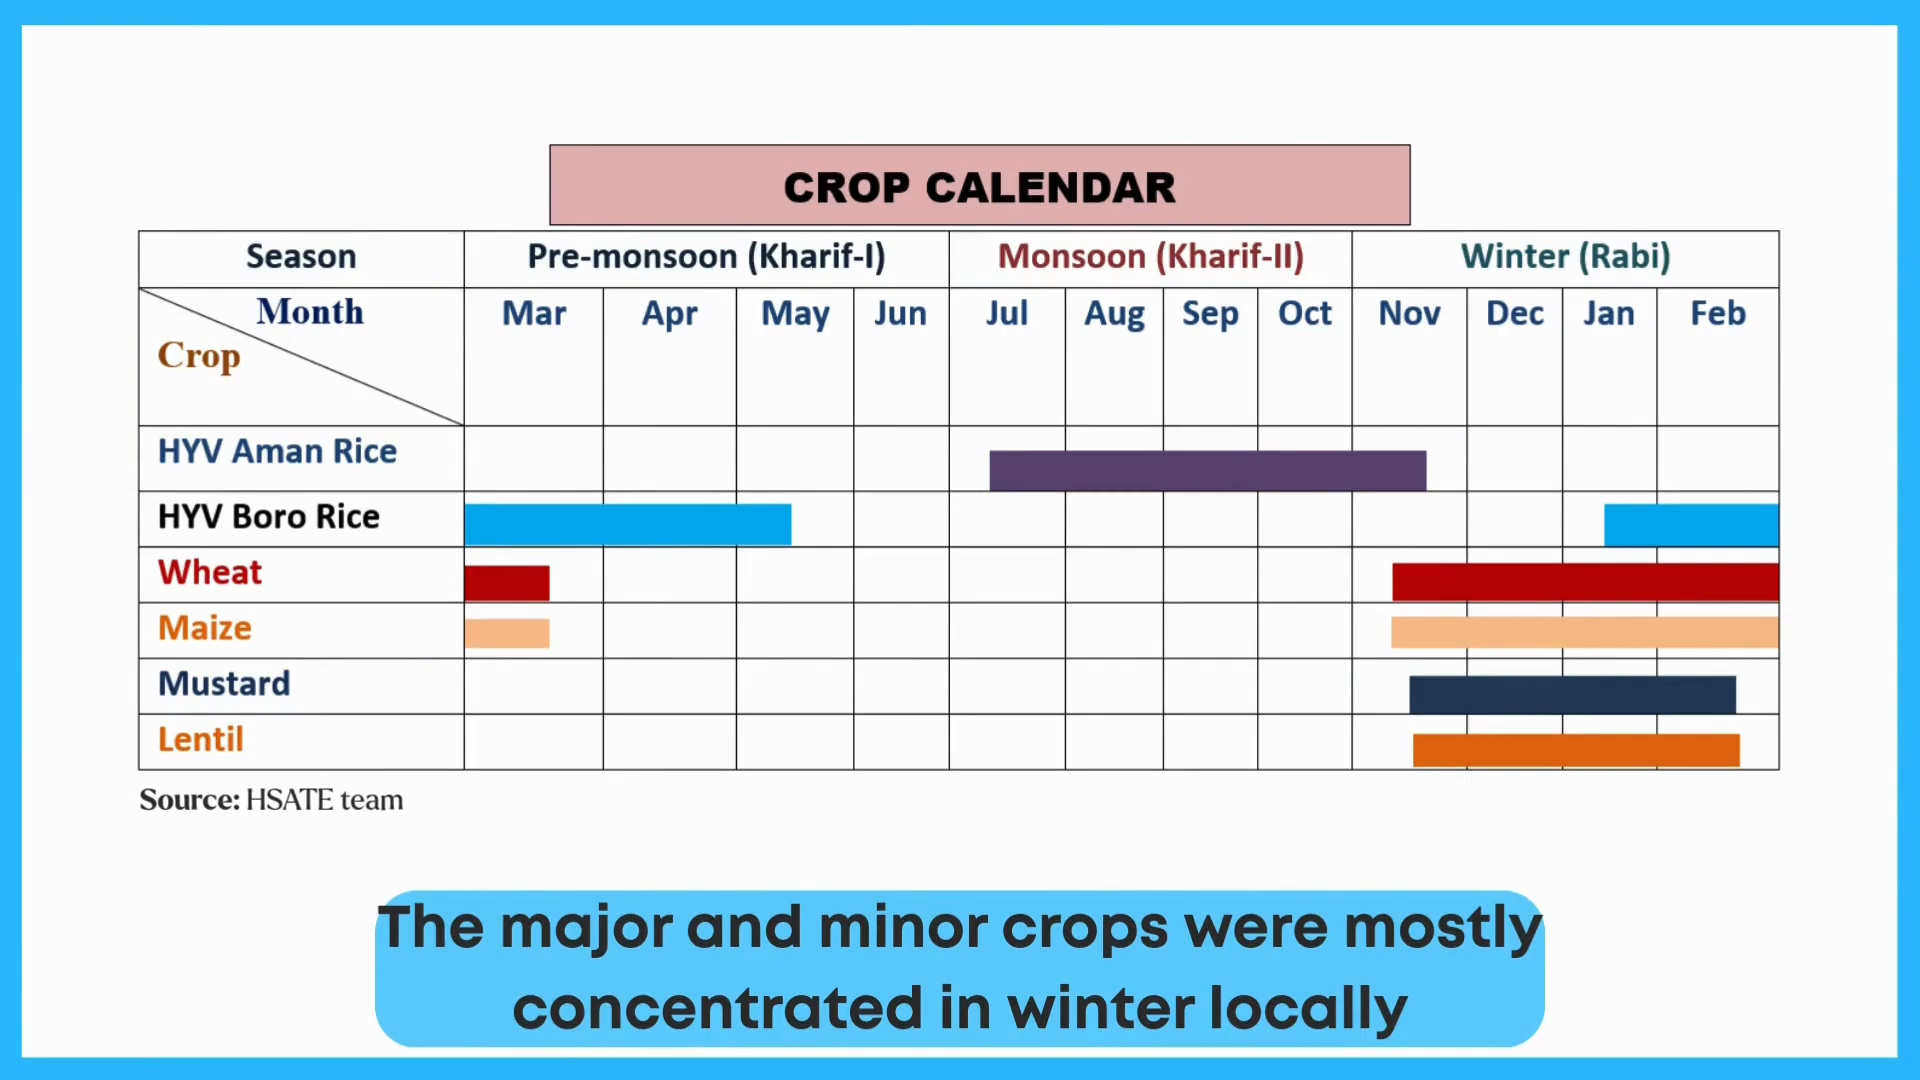 CROP CALENDAR
Season Pre-monsoon (Kharif-I) Monsoon (Kharif-II) Winter (Rabi)
Month Mar Apr May Jun Jul Aug Sep Oct Nov Dec Jan Feb
Crop
HYV Aman Rice
HYV Boro Rice
Wheat
Maize
Mustard
Lentil
Source: HSATE team
The major and minor crops were mostly
concentrated in winter locally